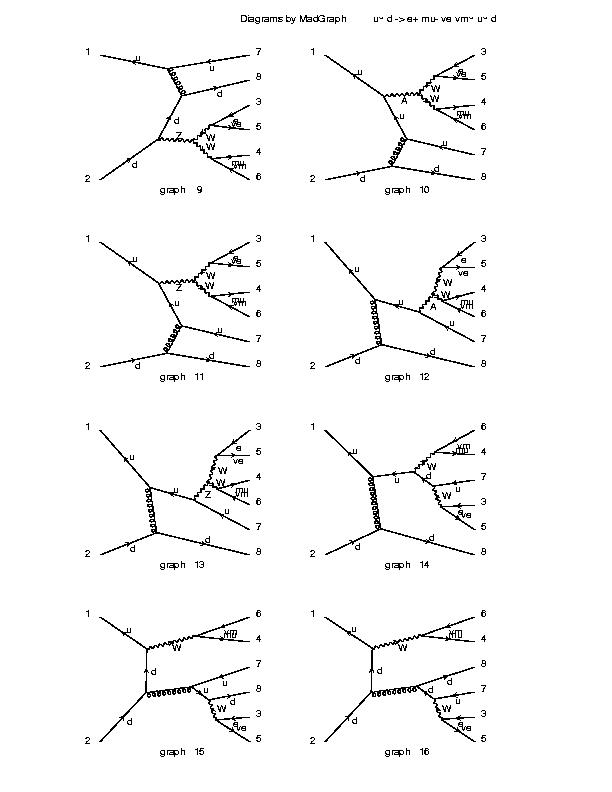 Diagrams by MadGraph u~ d -> e+ mu- ve vm~ u~ d
1 u u 7
d 8
d 3
e ve 5
Z W W
mu vm 4
2 d 6
graph 9
1 u 3
e ve 5
A W W
mu vm 4
u 6
u 7
2 d d 8
graph 10
1 u 3
e ve 5
Z W W
mu vm 4
u 6
u 7
2 d d 8
graph 11
1 u 3
e
ve 5
W W 4
mu vm 6
u A
u 7
2 d d 8
graph 12
1 u 3
e
ve 5
W W 4
mu vm 6
u Z
u 7
2 d d 8
graph 13
1 u 6
vm mu 4
W
u d 7
u
W 3
e ve 5
2 d d 8
graph 14
1 u 6
vm mu 4
W
d 7
u
u d 8
W 3
e ve
2 d 5
graph 15
1 u 6
vm mu 4
W
d 8
d
d u 7
W 3
e ve
2 d 5
graph 16